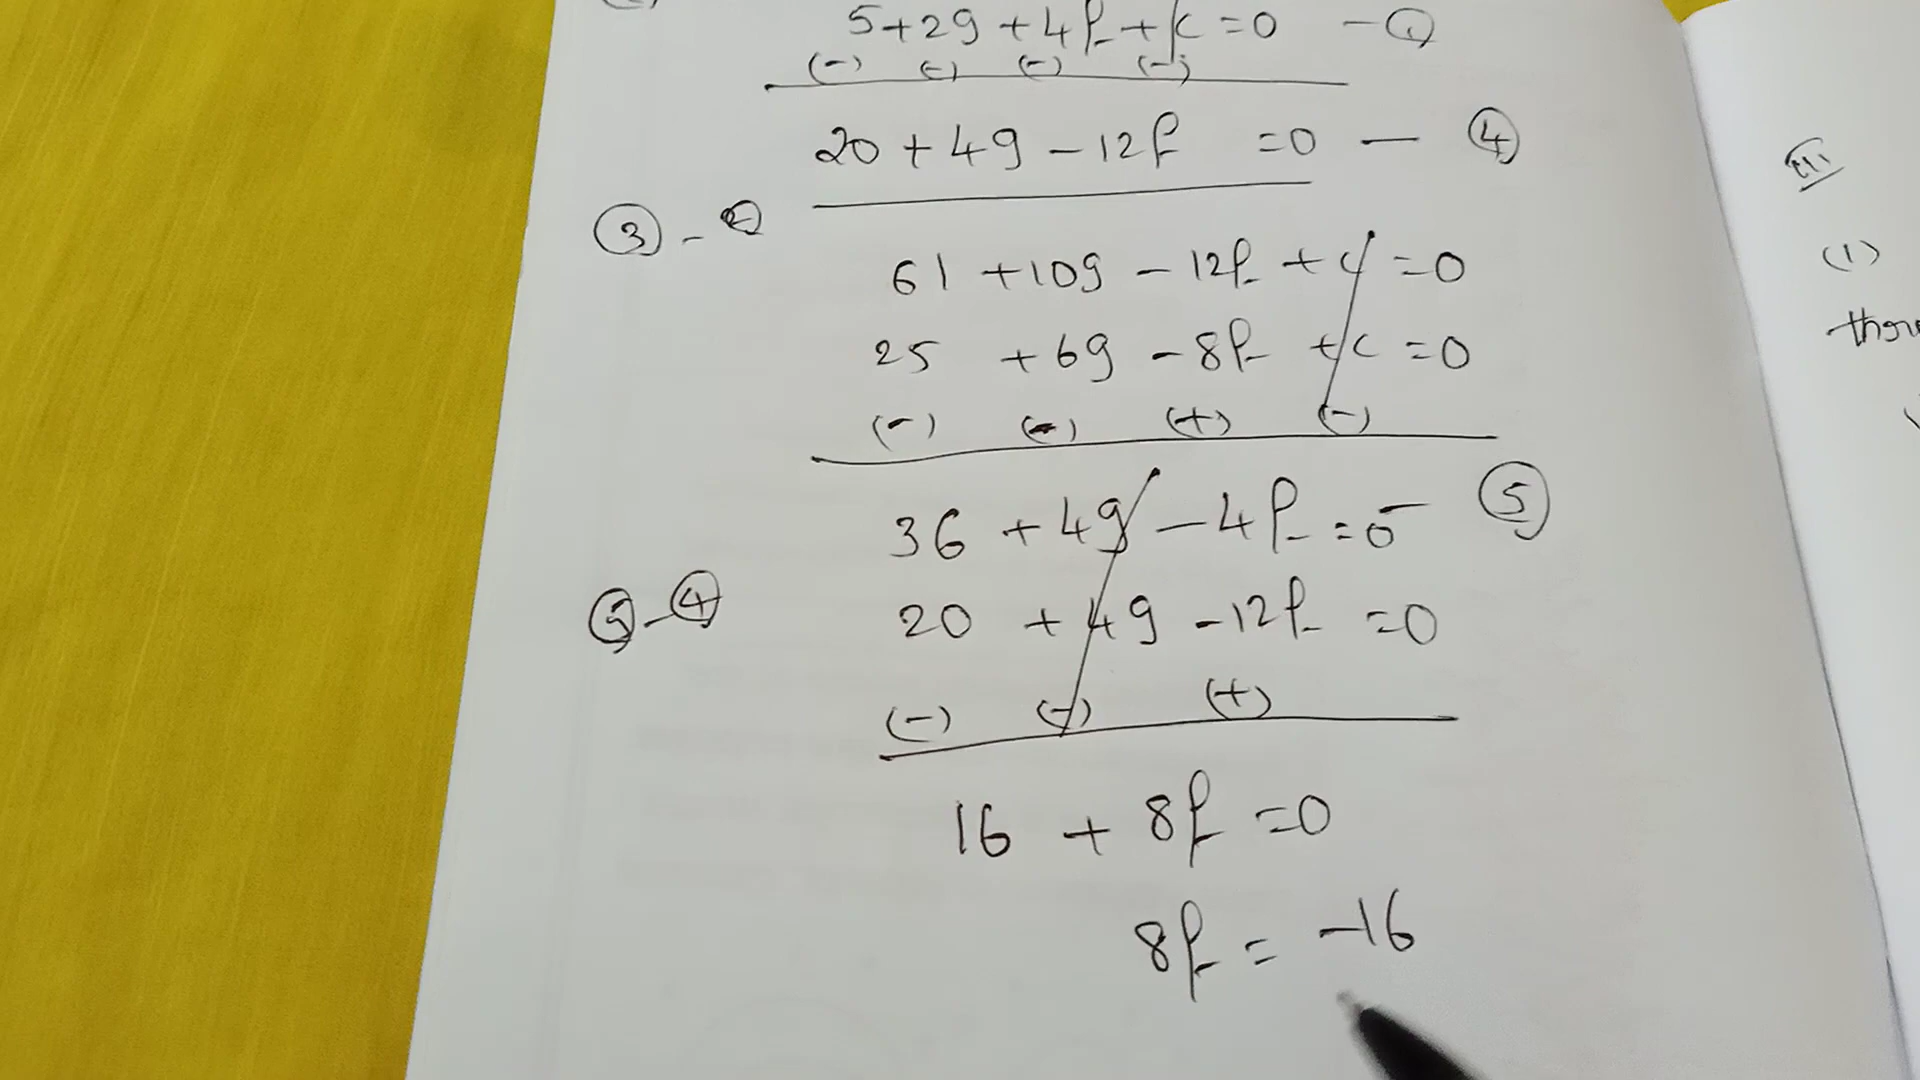 5+2g+4f+c=0 -①
(-) (-) (-) (-)
20+4g-12f =0 — ④
③ - ②
61 +10g -12f +c =0
25 +6g -8f +c =0
(-) (-) (+) (-)
36 +4g -4f =0 ⑤
⑤-④
20 +4g -12f =0
(-) (-) (+)
16 + 8f =0
8f = -16
(1)